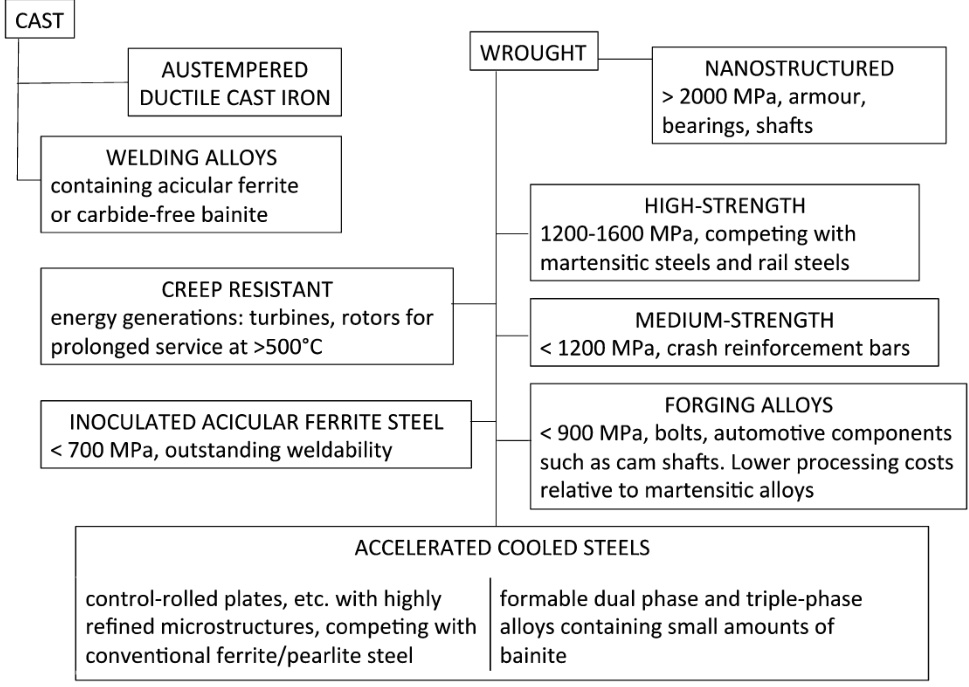 CAST
AUSTEMPERED
DUCTILE CAST IRON
WELDING ALLOYS
containing acicular ferrite
or carbide-free bainite
WROUGHT
NANOSTRUCTURED
> 2000 MPa, armour,
bearings, shafts
HIGH-STRENGTH
1200-1600 MPa, competing with
martensitic steels and rail steels
CREEP RESISTANT
energy generations: turbines, rotors for
prolonged service at >500°C
MEDIUM-STRENGTH
< 1200 MPa, crash reinforcement bars
INOCULATED ACICULAR FERRITE STEEL
< 700 MPa, outstanding weldability
FORGING ALLOYS
< 900 MPa, bolts, automotive components
such as cam shafts. Lower processing costs
relative to martensitic alloys
ACCELERATED COOLED STEELS
control-rolled plates, etc. with highly
refined microstructures, competing with
conventional ferrite/pearlite steel
formable dual phase and triple-phase
alloys containing small amounts of
bainite